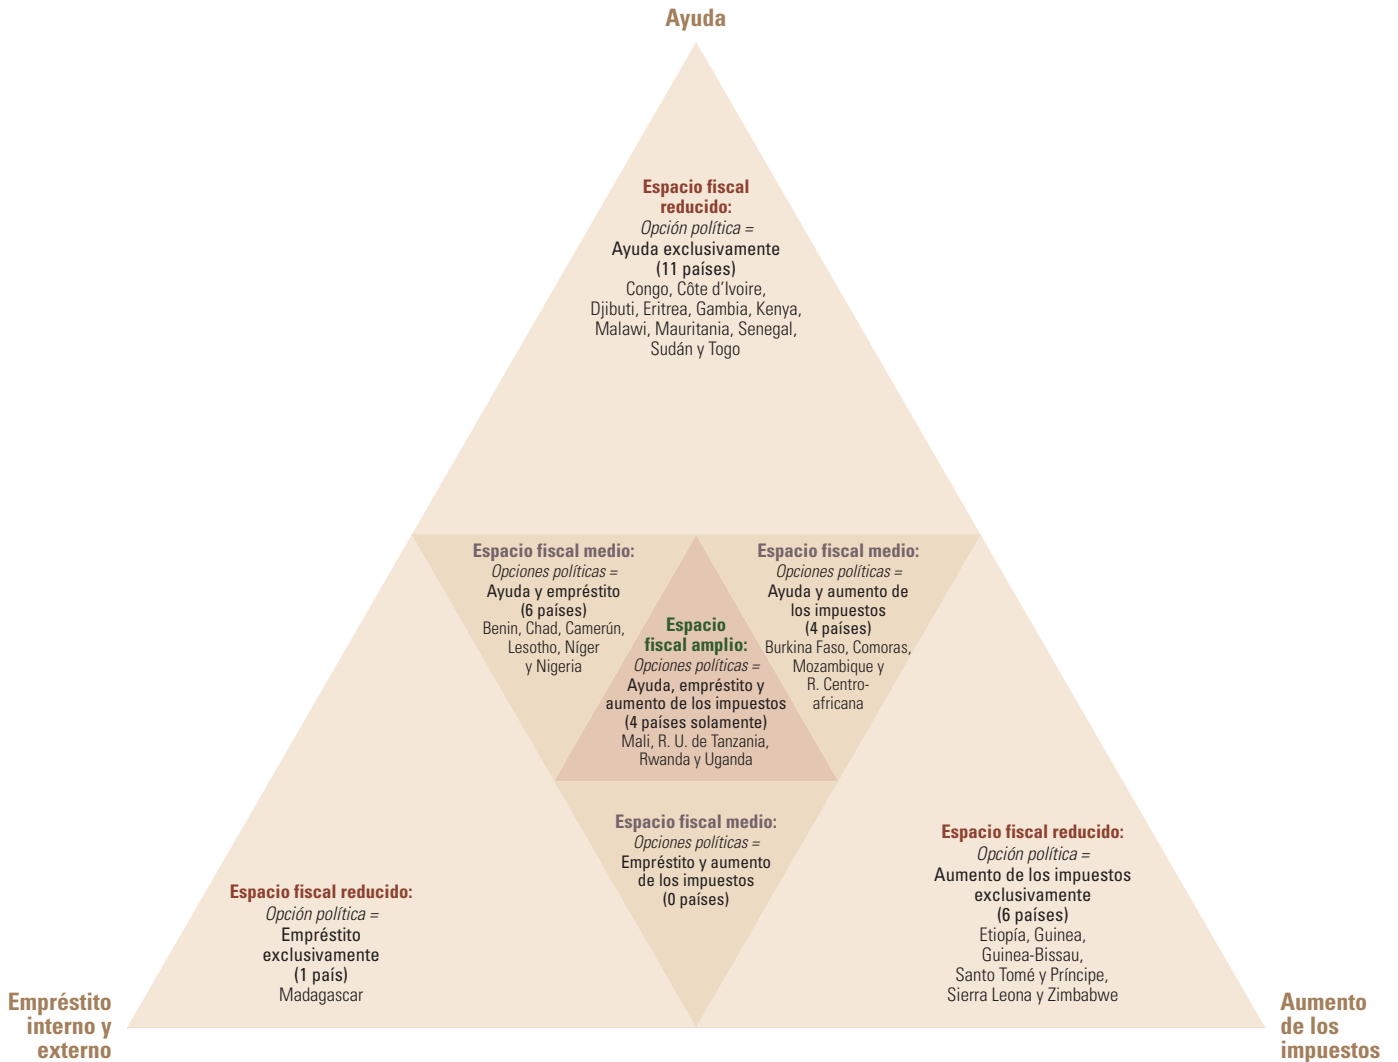 Ayuda
Espacio fiscal
reducido:
Opción política =
Ayuda exclusivamente
(11 países)
Congo, Côte d’Ivoire,
Djibuti, Eritrea, Gambia, Kenya,
Malawi, Mauritania, Senegal,
Sudán y Togo
Espacio fiscal medio:
Opciones políticas =
Ayuda y empréstito
(6 países)
Benin, Chad, Camerún,
Lesotho, Níger
y Nigeria
Espacio
fiscal amplio:
Opciones políticas =
Ayuda, empréstito y
aumento de los impuestos
(4 países solamente)
Mali, R. U. de Tanzania,
Rwanda y Uganda
Espacio fiscal medio:
Opciones políticas =
Ayuda y aumento de
los impuestos
(4 países)
Burkina Faso, Comoras,
Mozambique y
R. Centro-
africana
Espacio fiscal medio:
Opciones políticas =
Empréstito y aumento
de los impuestos
(0 países)
Espacio fiscal reducido:
Opción política =
Empréstito
exclusivamente
(1 país)
Madagascar
Espacio fiscal reducido:
Opción política =
Aumento de los impuestos
exclusivamente
(6 países)
Etiopía, Guinea,
Guinea-Bissau,
Santo Tomé y Príncipe,
Sierra Leona y Zimbabwe
Empréstito
interno y
externo
Aumento
de los
impuestos